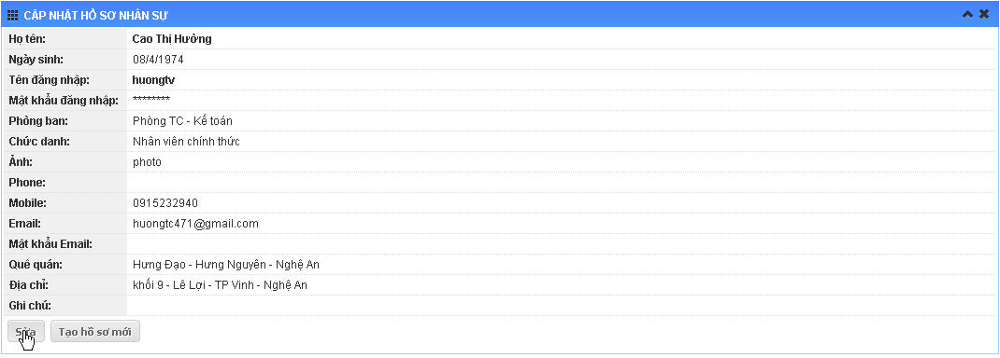 CẬP NHẬT HỒ SƠ NHÂN SỰ
Họ tên: Cao Thị Hường
Ngày sinh: 08/4/1974
Tên đăng nhập: huongtv
Mật khẩu đăng nhập: ********
Phòng ban: Phòng TC - Kế toán
Chức danh: Nhân viên chính thức
Ảnh: photo
Phone:
Mobile: 0915232940
Email: huongtc471@gmail.com
Mật khẩu Email:
Quê quán: Hưng Đạo - Hưng Nguyên - Nghệ An
Địa chỉ: khối 9 - Lê Lợi - TP Vinh - Nghệ An
Ghi chú:
Sửa Tạo hồ sơ mới